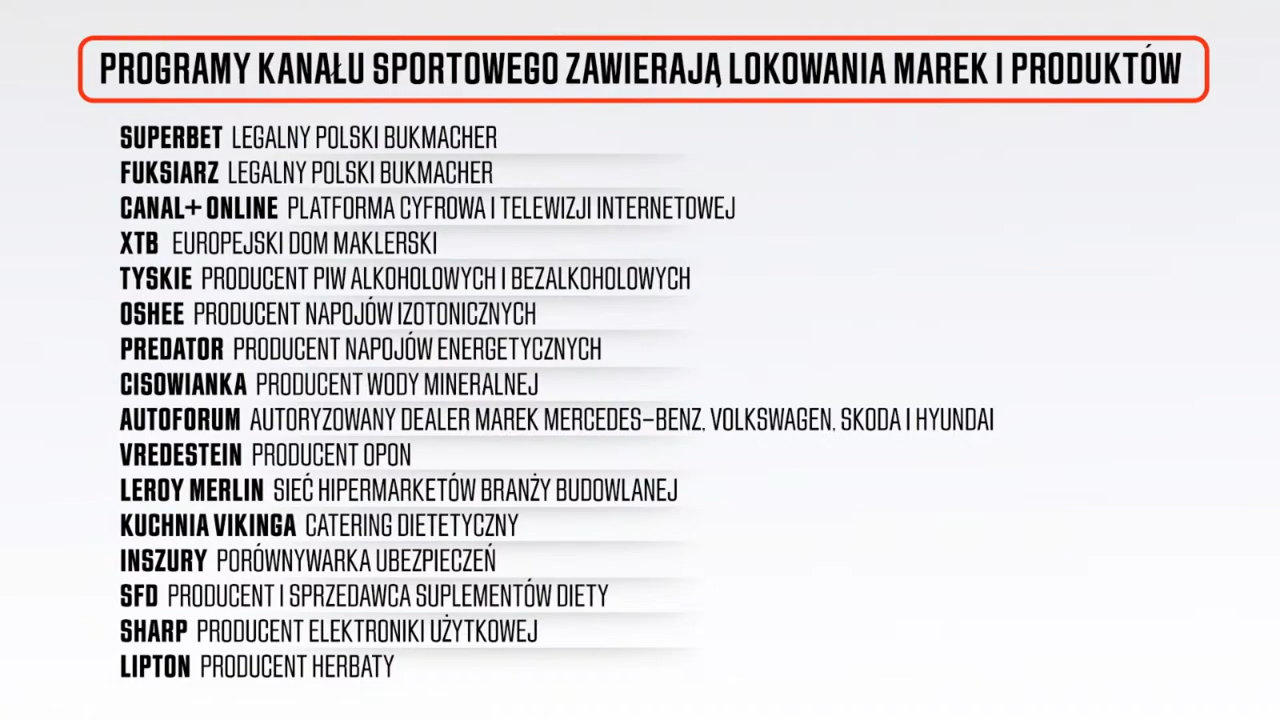 PROGRAMY KANAŁU SPORTOWEGO ZAWIERAJĄ LOKOWANIA MAREK I PRODUKTÓW
SUPERBET LEGALNY POLSKI BUKMACHER
FUKSIARZ LEGALNY POLSKI BUKMACHER
CANAL+ ONLINE PLATFORMA CYFROWA I TELEWIZJI INTERNETOWEJ
XTB EUROPEJSKI DOM MAKLERSKI
TYSKIE PRODUCENT PIW ALKOHOLOWYCH I BEZALKOHOLOWYCH
OSHEE PRODUCENT NAPOJÓW IZOTONICZNYCH
PREDATOR PRODUCENT NAPOJÓW ENERGETYCZNYCH
CISOWIANKA PRODUCENT WODY MINERALNEJ
AUTOFORUM AUTORYZOWANY DEALER MAREK MERCEDES-BENZ, VOLKSWAGEN, SKODA I HYUNDAI
VREDESTEIN PRODUCENT OPON
LEROY MERLIN SIEĆ HIPERMARKETÓW BRANŻY BUDOWLANEJ
KUCHNIA VIKINGA CATERING DIETETYCZNY
INSZURY PORÓWNYWARKA UBEZPIECZEŃ
SFD PRODUCENT I SPRZEDAWCA SUPLEMENTÓW DIETY
SHARP PRODUCENT ELEKTRONIKI UŻYTKOWEJ
LIPTON PRODUCENT HERBATY